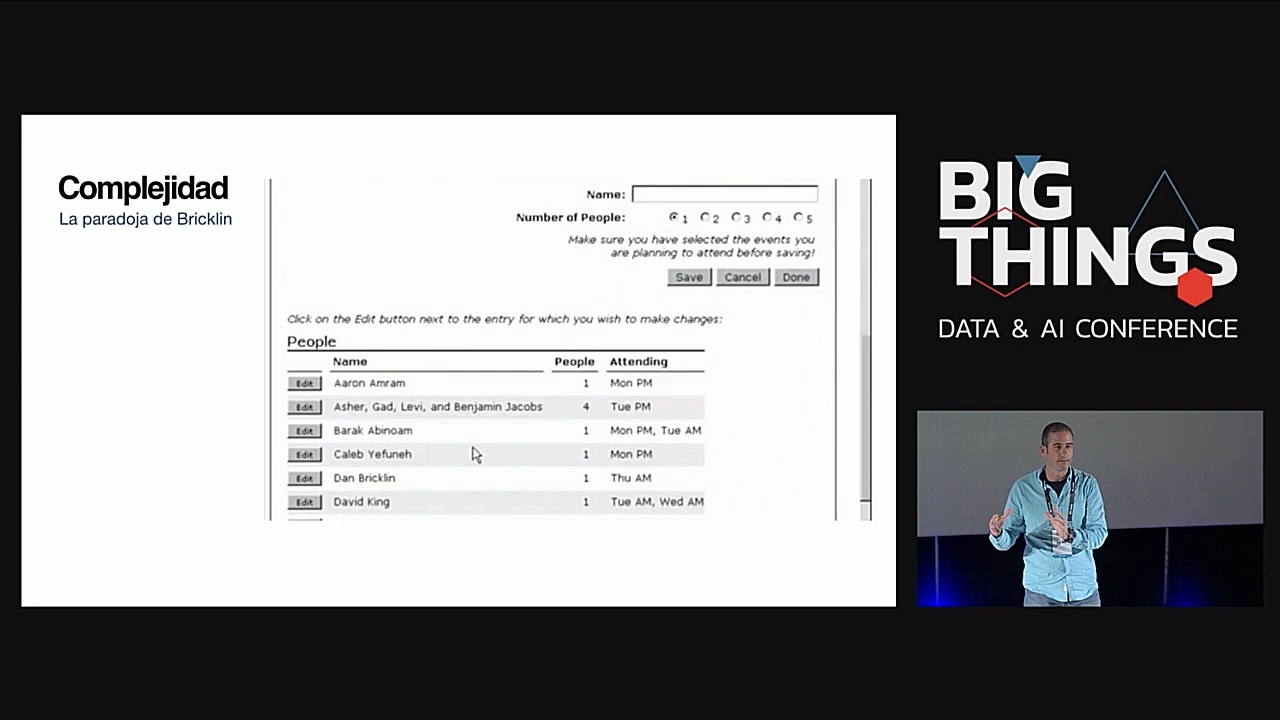 Complejidad
La paradoja de Bricklin
Name:
Number of People: 1 2 3 4 5
Make sure you have selected the events you
are planning to attend before saving!
Save Cancel Done
Click on the Edit button next to the entry for which you wish to make changes:
People
Name People Attending
Edit Aaron Amram 1 Mon PM
Edit Asher, Gad, Levi, and Benjamin Jacobs 4 Tue PM
Edit Barak Abinoam 1 Mon PM, Tue AM
Edit Caleb Yefuneh 1 Mon PM
Edit Dan Bricklin 1 Thu AM
Edit David King 1 Tue AM, Wed AM
BIG
THINGS
DATA & AI CONFERENCE